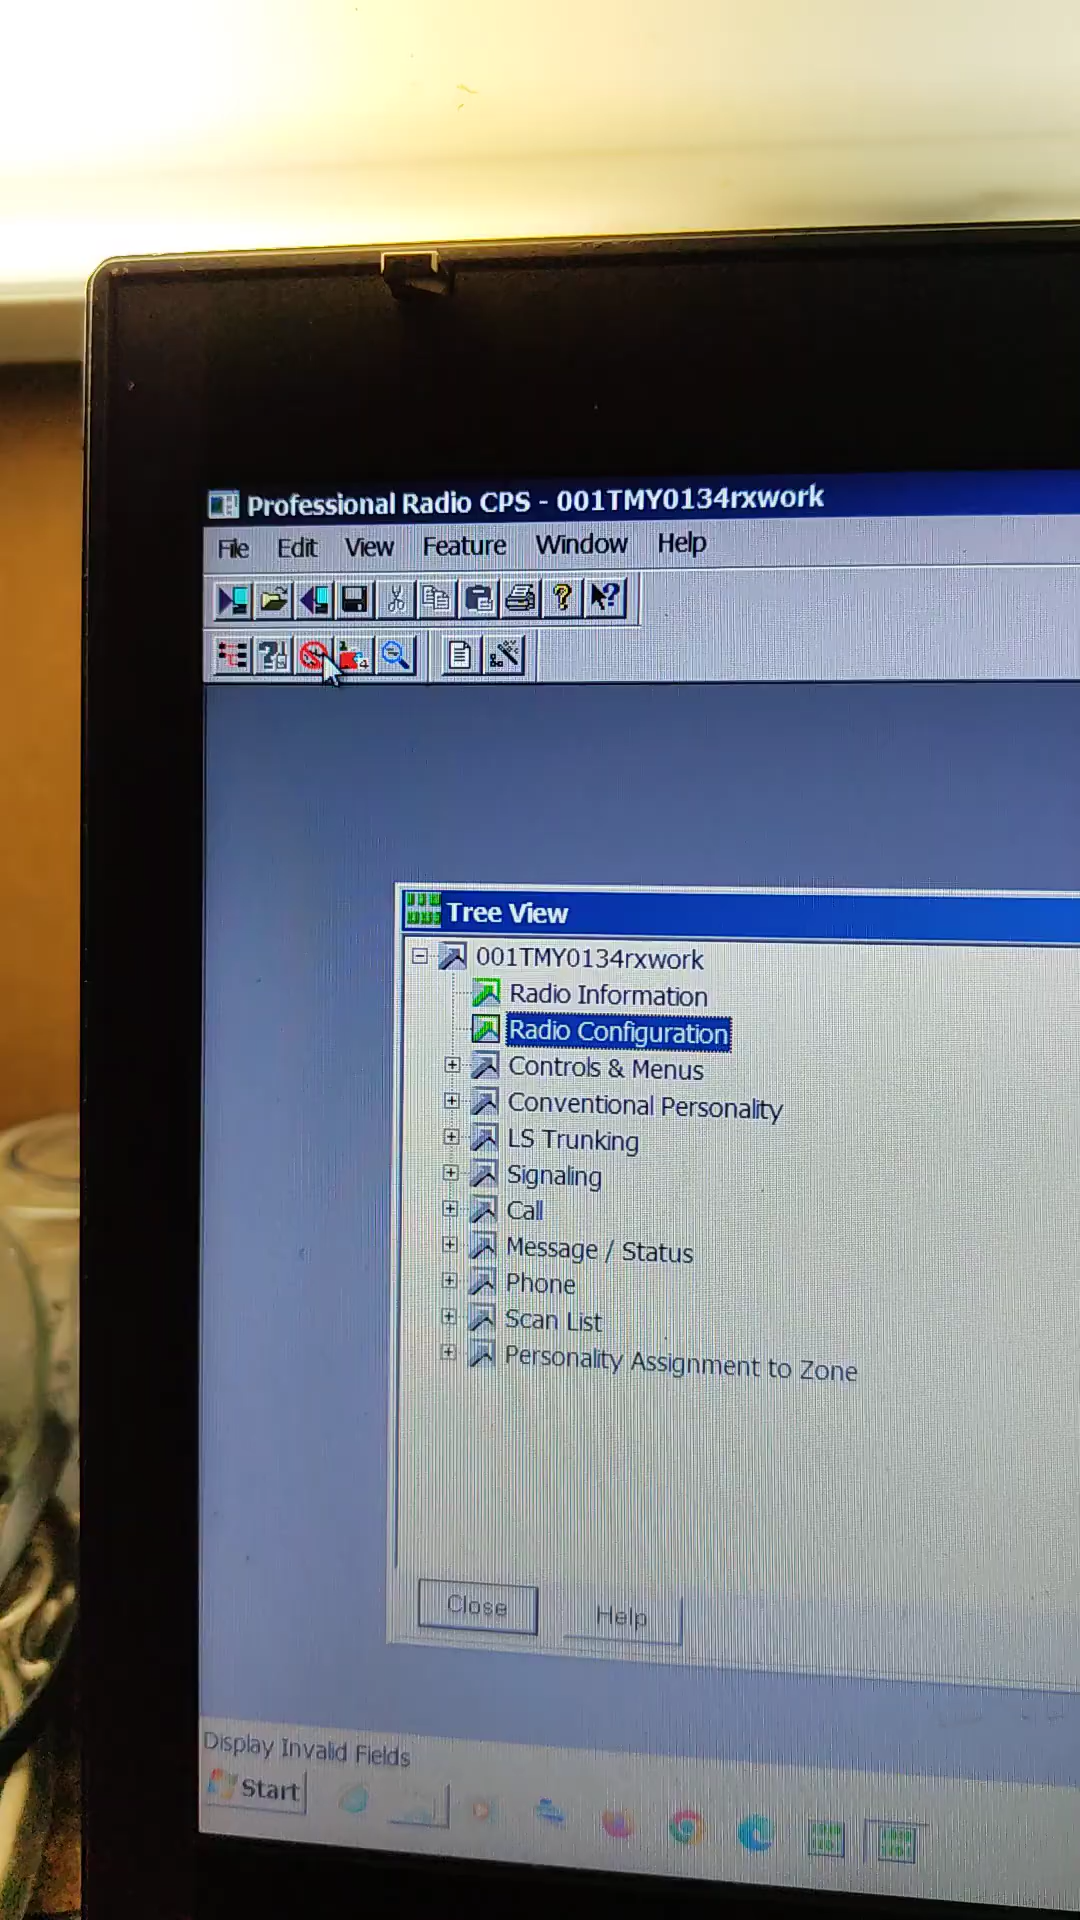 Professional Radio CPS - 001TMY0134rxwork
File Edit View Feature Window Help
Tree View
001TMY0134rxwork
Radio Information
Radio Configuration
Controls & Menus
Conventional Personality
LS Trunking
Signaling
Call
Message / Status
Phone
Scan List
Personality Assignment to Zone
Close Help
Display Invalid Fields
Start